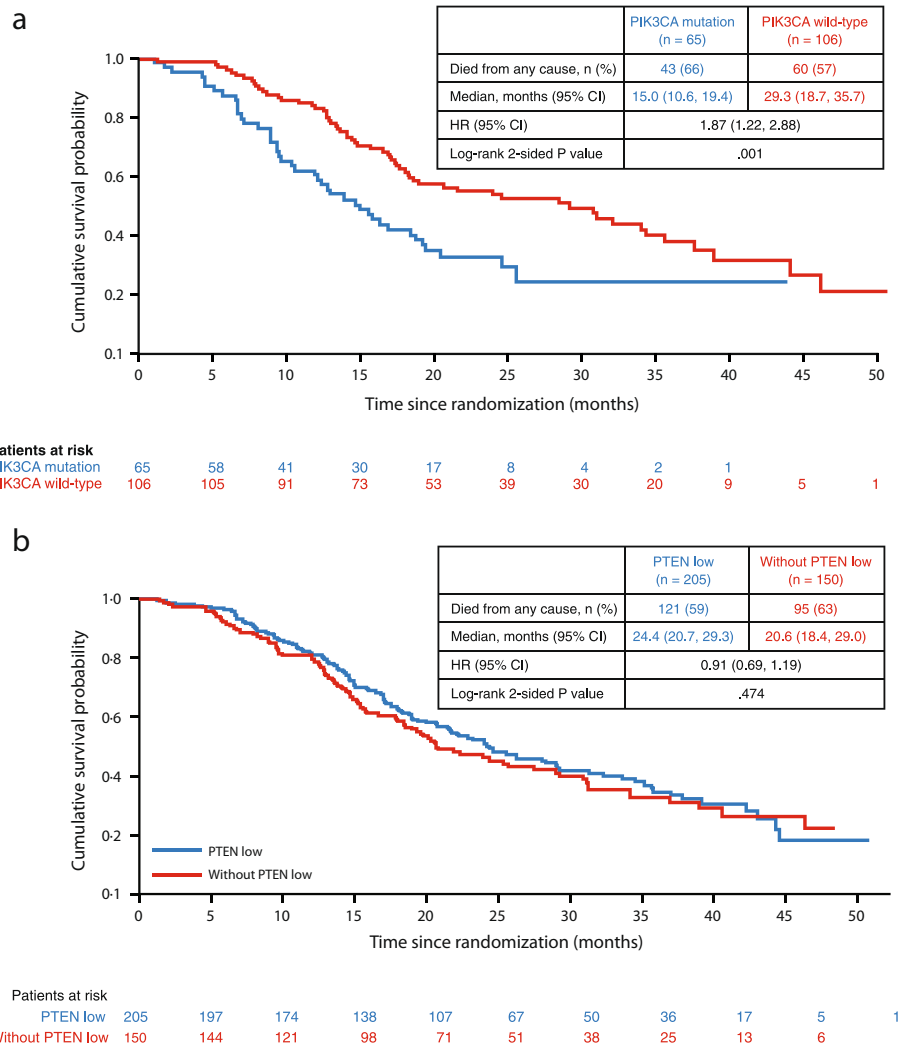 a
PIK3CA mutation (n = 65) PIK3CA wild-type (n = 106)
Died from any cause, n (%) 43 (66) 60 (57)
Median, months (95% CI) 15.0 (10.6, 19.4) 29.3 (18.7, 35.7)
HR (95% CI) 1.87 (1.22, 2.88)
Log-rank 2-sided P value .001
Cumulative survival probability
1.0
0.8
0.6
0.4
0.2
0.1
0 5 10 15 20 25 30 35 40 45 50
Time since randomization (months)
atients at risk
IK3CA mutation 65 58 41 30 17 8 4 2 1
IK3CA wild-type 106 105 91 73 53 39 30 20 9 5 1
b
PTEN low (n = 205) Without PTEN low (n = 150)
Died from any cause, n (%) 121 (59) 95 (63)
Median, months (95% CI) 24.4 (20.7, 29.3) 20.6 (18.4, 29.0)
HR (95% CI) 0.91 (0.69, 1.19)
Log-rank 2-sided P value .474
Cumulative survival probability
1·0
0·8
0·6
0·4
0·2
0·1
PTEN low
Without PTEN low
0 5 10 15 20 25 30 35 40 45 50
Time since randomization (months)
Patients at risk
PTEN low 205 197 174 138 107 67 50 36 17 5 1
Without PTEN low 150 144 121 98 71 51 38 25 13 6